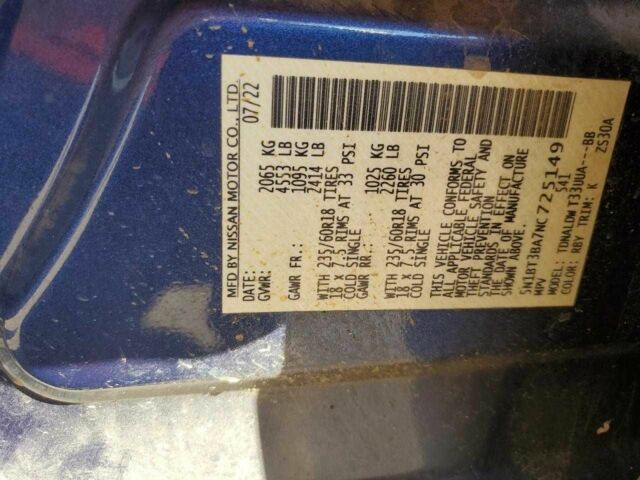 MFD BY NISSAN MOTOR CO., LTD
DATE: 07/22
GVWR: 2065 KG
4553 LB
GAWR FR: 1095 KG
2414 LB
WITH 235/60R18 TIRES
18 X 7.5 RIMS AT 33 PSI
COLD SINGLE
GAWR RR: 1025 KG
2260 LB
WITH 235/60R18 TIRES
18 X 7.5 RIMS AT 30 PSI
COLD SINGLE
THIS VEHICLE CONFORMS TO
ALL APPLICABLE FEDERAL
MOTOR VEHICLE SAFETY AND
THEFT PREVENTION
STANDARDS IN EFFECT ON
THE DATE OF MANUFACTURE
SHOWN ABOVE.
5N1BT3BA7NC725149
MPV 541
MODEL: TDNALDW T33UUA----BB
COLOR: RBY TRIM: K ZS30A